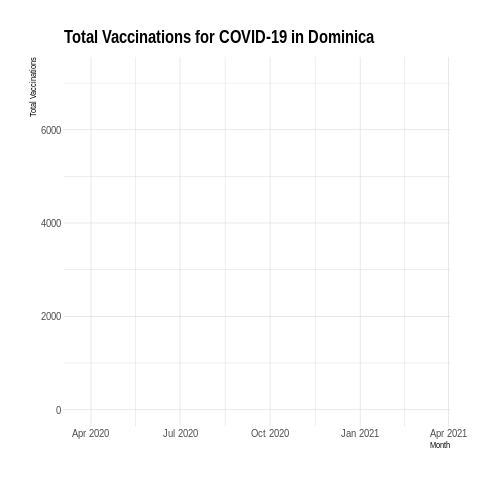 Total Vaccinations for COVID-19 in Dominica
Total Vaccinations
6000
4000
2000
0
Apr 2020 Jul 2020 Oct 2020 Jan 2021 Apr 2021
Month